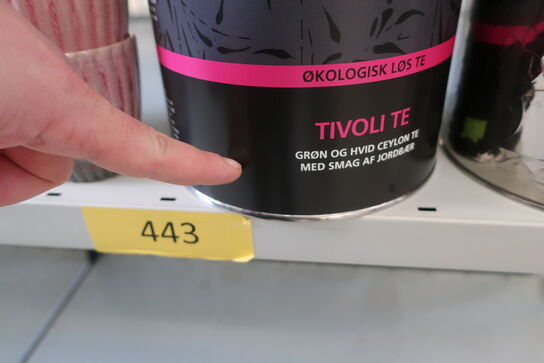 ØKOLOGISK LØS TE
TIVOLI TE
GRØN OG HVID CEYLON TE
MED SMAG AF JORDBÆR
443